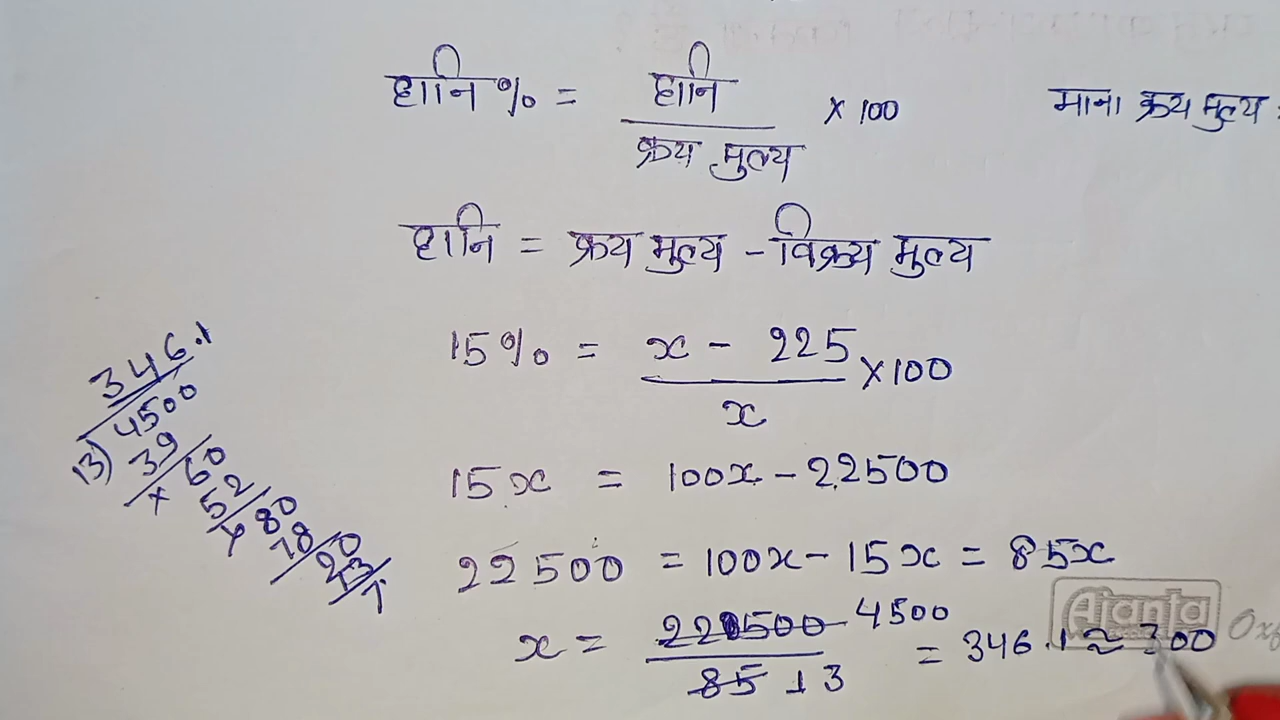 हानि % = हानि / क्रय मुल्य × 100
माना क्रय मुल्य
हानि = क्रय मुल्य - विक्रय मुल्य
15% = x - 225 / x × 100
15x = 100x - 22500
22500 = 100x - 15x = 85x
x = 22500 / 85 4500 / 13 = 346.1 ≈ 300
346.1
13) 4500
39
× 60
52
× 80
78
20
13
Ajanta